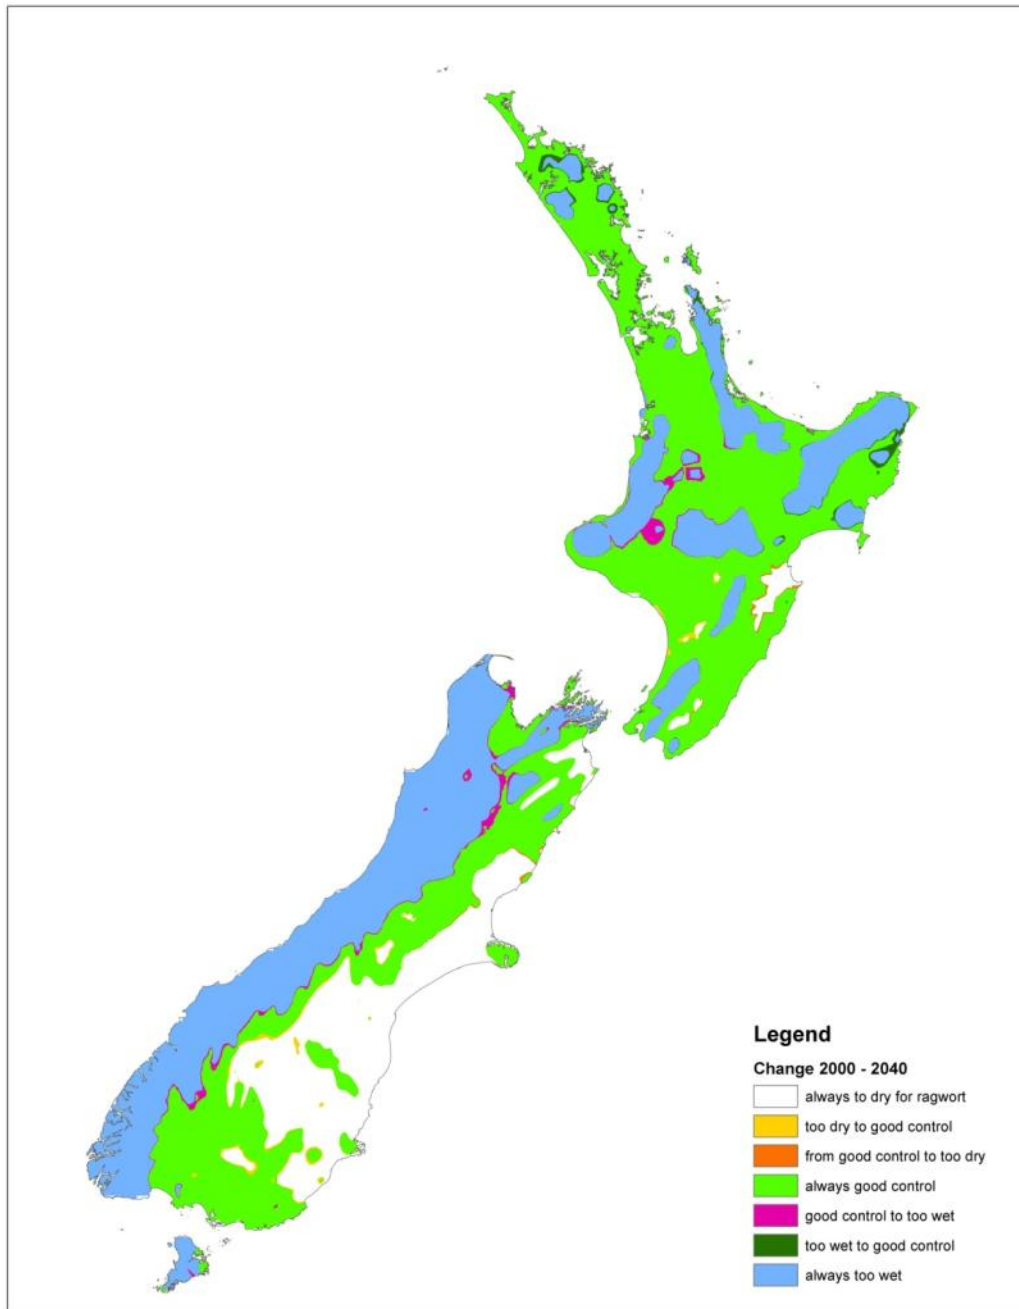 Legend
Change 2000 - 2040
always to dry for ragwort
too dry to good control
from good control to too dry
always good control
good control to too wet
too wet to good control
always too wet